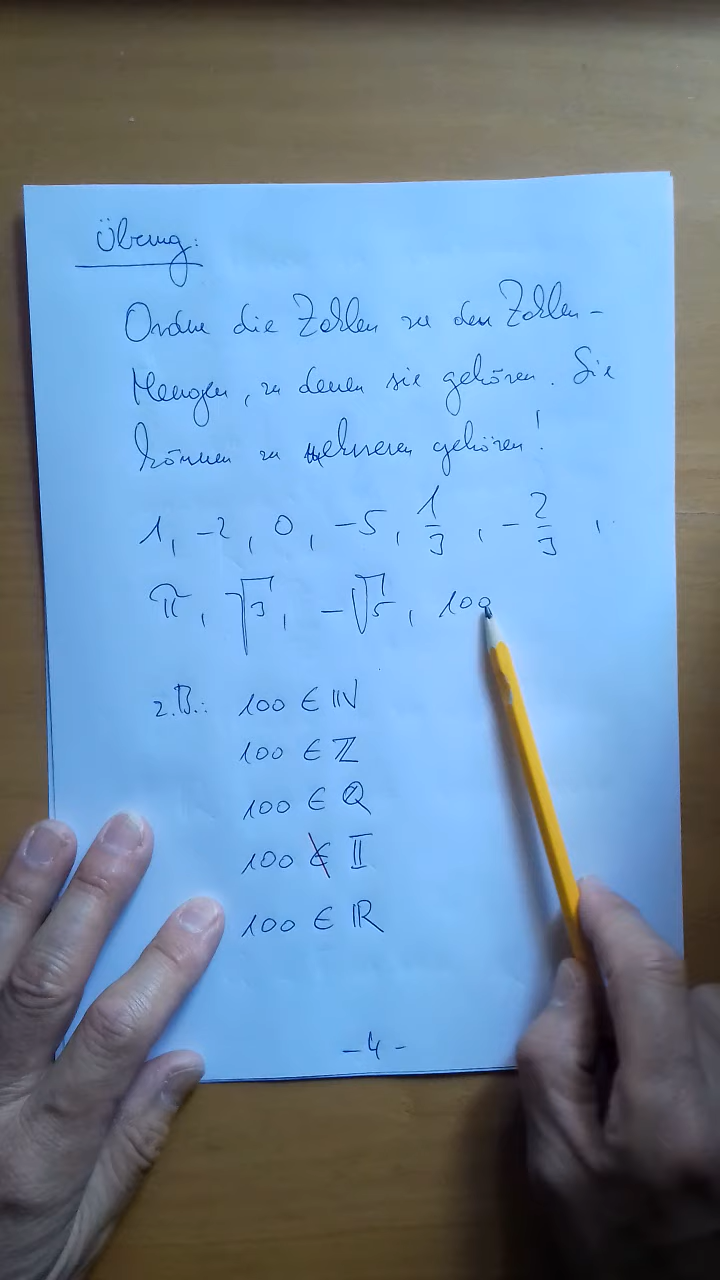 Übung:
Ordne die Zahlen zu den Zahlen-
Mengen, zu denen sie gehören. Sie
können zu mehreren gehören!
1, -2, 0, -5, 1/3, -2/3,
π, √3, -√5, 100
z.B.: 100 ∈ ℕ
100 ∈ ℤ
100 ∈ ℚ
100 ∉ 𝕀
100 ∈ ℝ
-4-